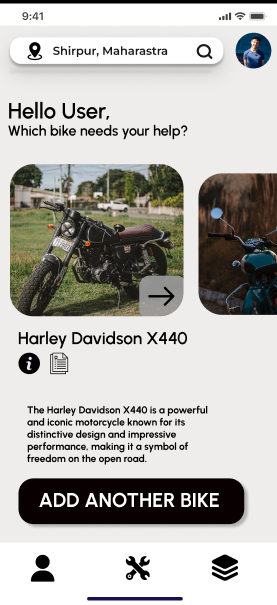 9:41
Shirpur, Maharastra
Hello User,
Which bike needs your help?
Harley Davidson X440
The Harley Davidson X440 is a powerful
and iconic motorcycle known for its
distinctive design and impressive
performance, making it a symbol of
freedom on the open road.
ADD ANOTHER BIKE